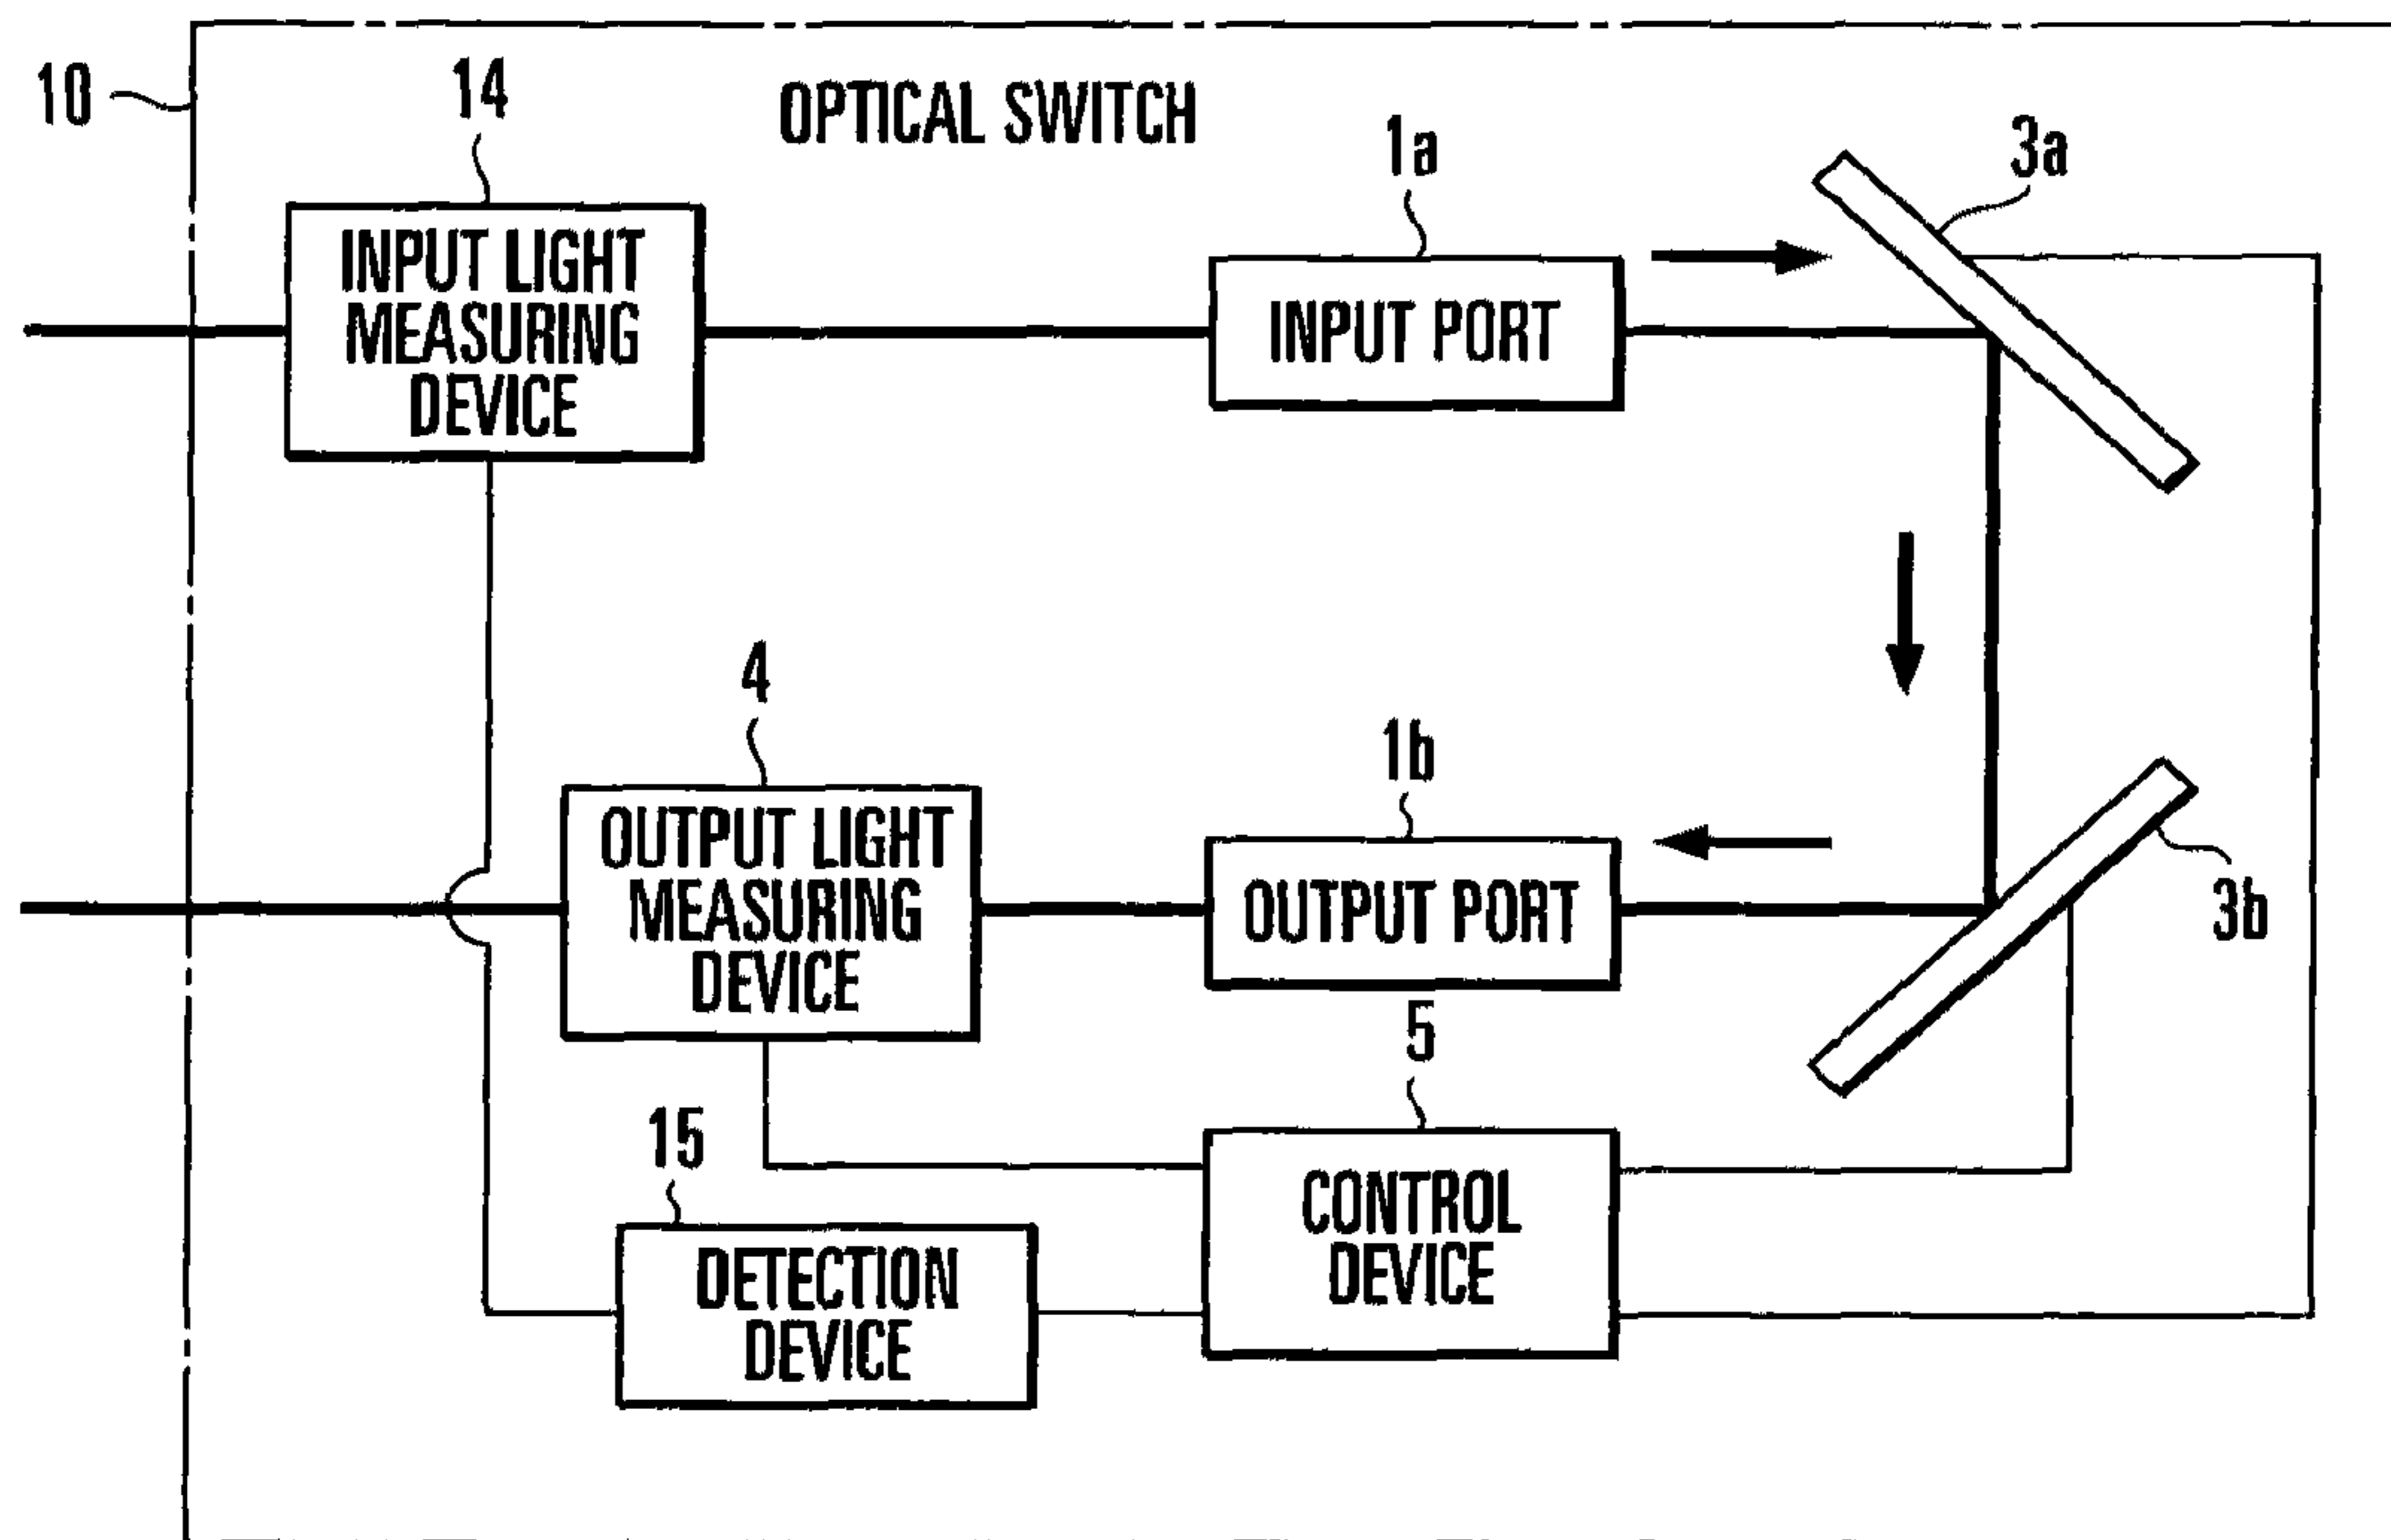 10
14
OPTICAL SWITCH
1a
3a
INPUT LIGHT
MEASURING
DEVICE
INPUT PORT
4
1b
OUTPUT LIGHT
MEASURING
DEVICE
OUTPUT PORT
3b
5
15
CONTROL
DEVICE
DETECTION
DEVICE